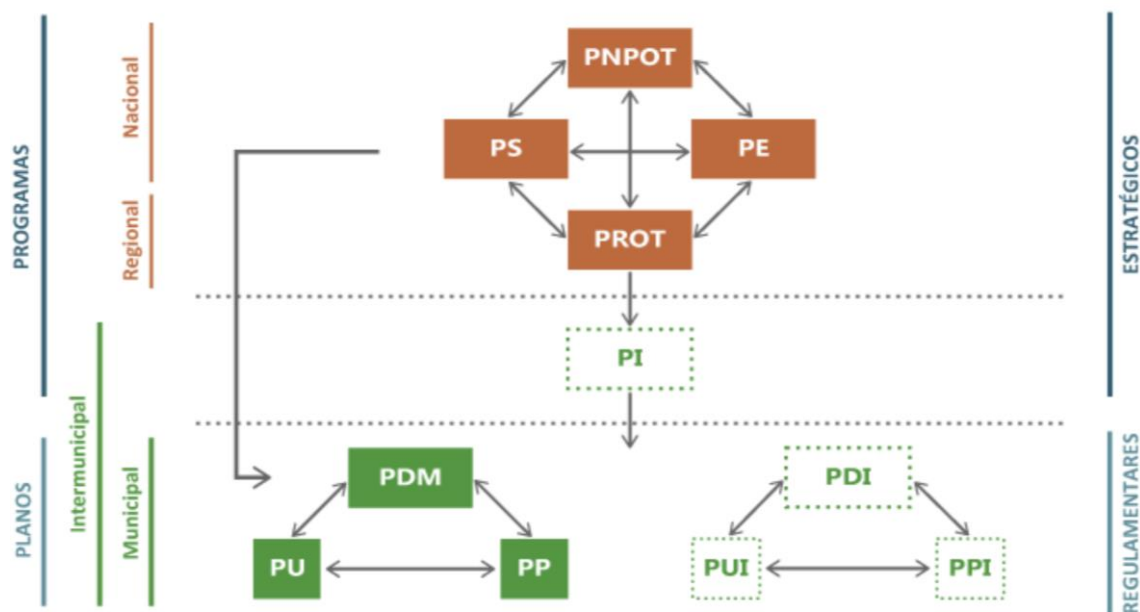 PROGRAMAS
PLANOS
Nacional
Regional
Intermunicipal
Municipal
PNPOT
PS
PE
PROT
PI
PDM
PU
PP
PDI
PUI
PPI
ESTRATÉGICOS
REGULAMENTARES